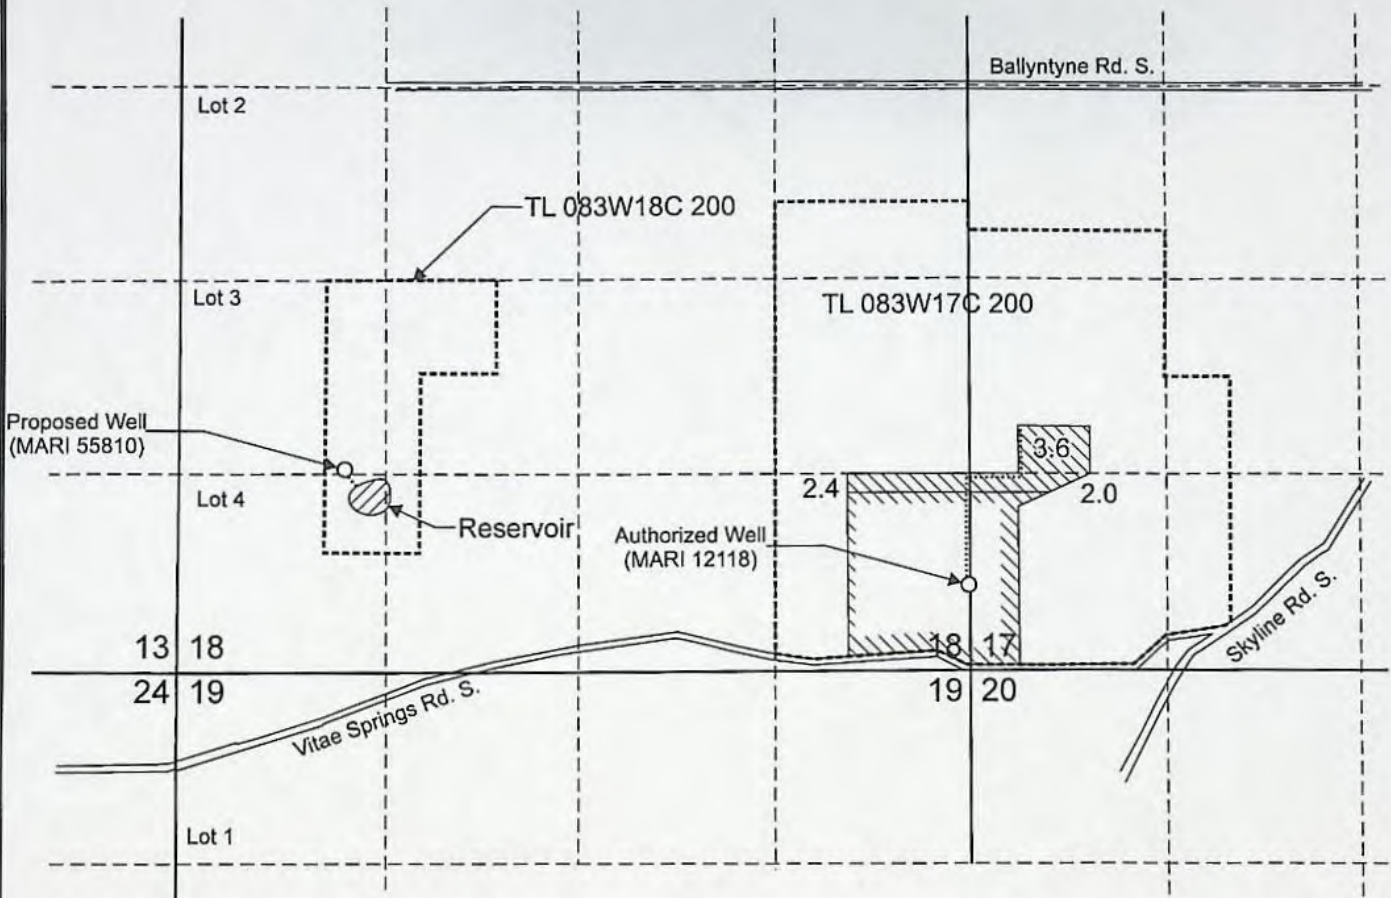 Ballyntyne Rd. S.
Lot 2
TL 083W18C 200
Lot 3
TL 083W17C 200
Proposed Well
(MARI 55810)
3.6
Lot 4
2.4
2.0
Reservoir
Authorized Well
(MARI 12118)
13 18
18 17
Skyline Rd. S.
24 19
19 20
Vitae Springs Rd. S.
Lot 1